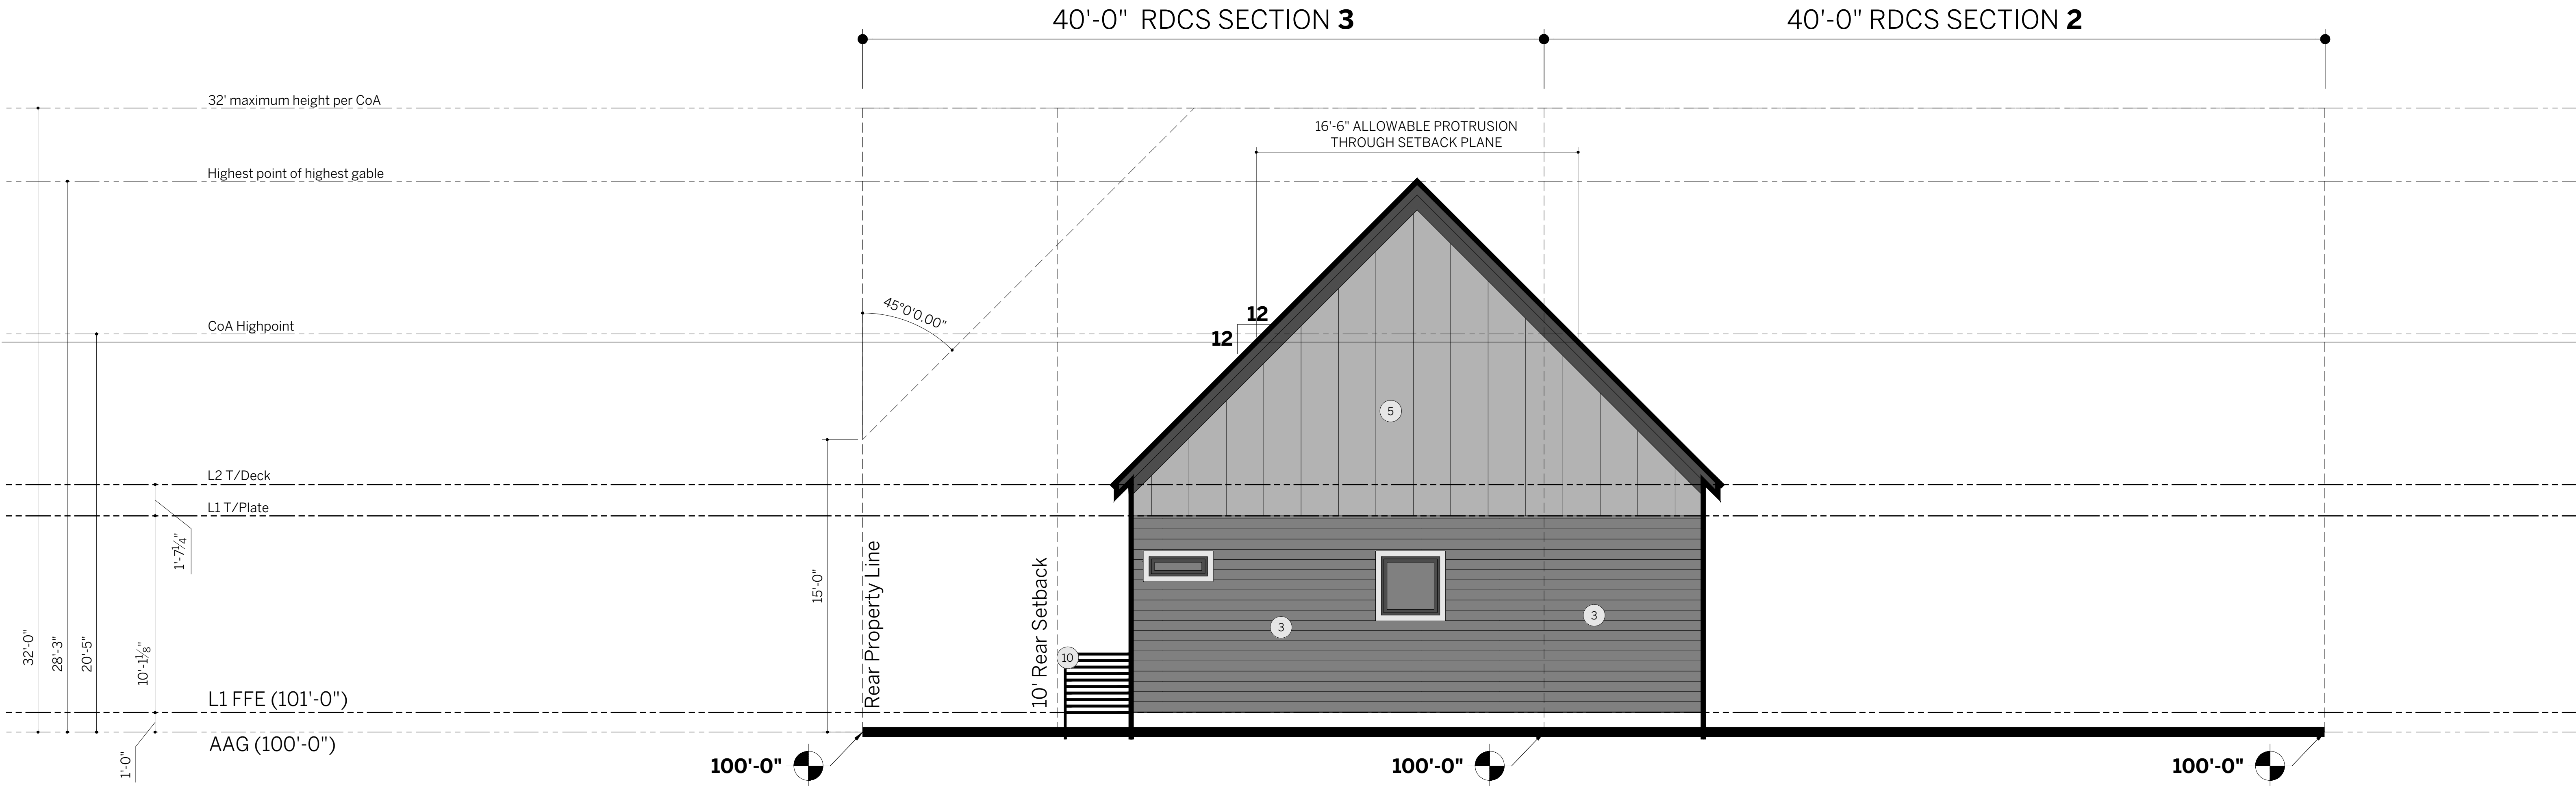 40'-0" RDCS SECTION 3
40'-0" RDCS SECTION 2
32' maximum height per CoA
16'-6" ALLOWABLE PROTRUSION
THROUGH SETBACK PLANE
Highest point of highest gable
45°0'0.00"
12
12
CoA Highpoint
5
L2 T/Deck
L1 T/Plate
1'-7 1/4"
15'-0"
Rear Property Line
10' Rear Setback
3
3
10
32'-0"
28'-3"
20'-5"
10'-1 1/8"
L1 FFE (101'-0")
AAG (100'-0")
1'-0"
100'-0"
100'-0"
100'-0"